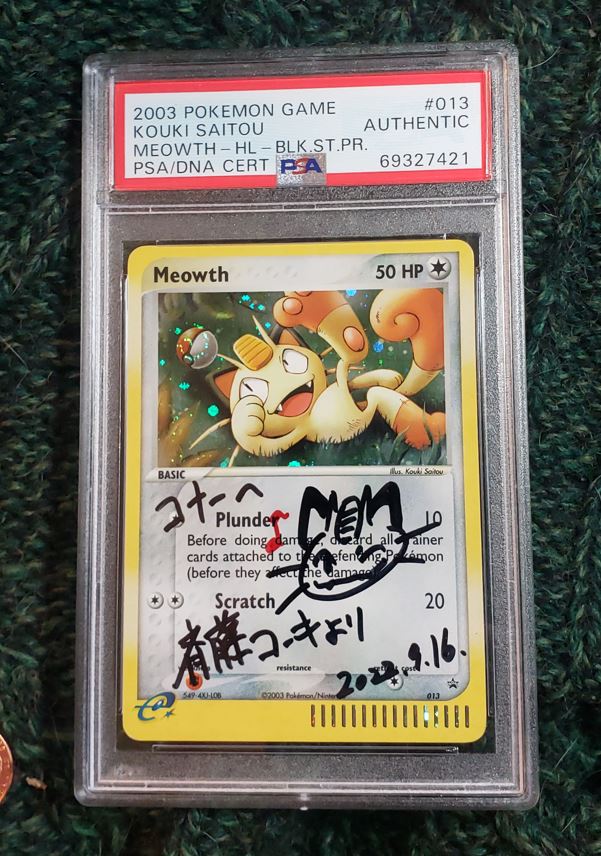 2003 POKEMON GAME #013
KOUKI SAITOU AUTHENTIC
MEOWTH-HL-BLK.ST.PR.
PSA/DNA CERT PSA 69327421
Meowth 50 HP
BASIC Illus. Kouki Saitou
コナーへ
Plunder 10
Before doing damage, discard all Trainer
cards attached to the Defending Pokémon
(before they affect the damage)
Scratch 20
斉藤コーキより
resistance retreat cost
2022.9.16.
549-4XJ-L0B ©2003 Pokémon/Nintendo 013
e